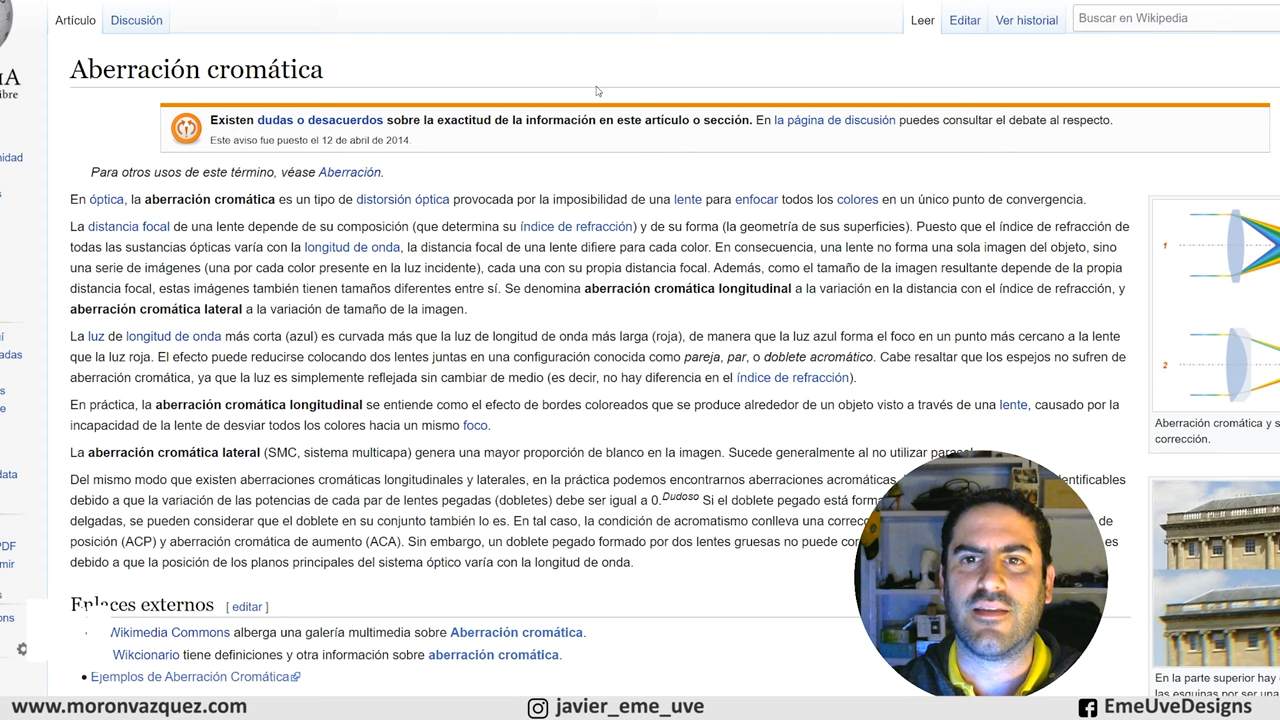 Artículo Discusión Leer Editar Ver historial Buscar en Wikipedia
Aberración cromática
Existen dudas o desacuerdos sobre la exactitud de la información en este artículo o sección. En la página de discusión puedes consultar el debate al respecto.
Este aviso fue puesto el 12 de abril de 2014.
Para otros usos de este término, véase Aberración.
En óptica, la aberración cromática es un tipo de distorsión óptica provocada por la imposibilidad de una lente para enfocar todos los colores en un único punto de convergencia.
La distancia focal de una lente depende de su composición (que determina su índice de refracción) y de su forma (la geometría de sus superficies). Puesto que el índice de refracción de
todas las sustancias ópticas varía con la longitud de onda, la distancia focal de una lente difiere para cada color. En consecuencia, una lente no forma una sola imagen del objeto, sino
una serie de imágenes (una por cada color presente en la luz incidente), cada una con su propia distancia focal. Además, como el tamaño de la imagen resultante depende de la propia
distancia focal, estas imágenes también tienen tamaños diferentes entre sí. Se denomina aberración cromática longitudinal a la variación en la distancia con el índice de refracción, y
aberración cromática lateral a la variación de tamaño de la imagen.
La luz de longitud de onda más corta (azul) es curvada más que la luz de longitud de onda más larga (roja), de manera que la luz azul forma el foco en un punto más cercano a la lente
que la luz roja. El efecto puede reducirse colocando dos lentes juntas en una configuración conocida como pareja, par, o doblete acromático. Cabe resaltar que los espejos no sufren de
aberración cromática, ya que la luz es simplemente reflejada sin cambiar de medio (es decir, no hay diferencia en el índice de refracción).
En práctica, la aberración cromática longitudinal se entiende como el efecto de bordes coloreados que se produce alrededor de un objeto visto a través de una lente, causado por la
incapacidad de la lente de desviar todos los colores hacia un mismo foco.
La aberración cromática lateral (SMC, sistema multicapa) genera una mayor proporción de blanco en la imagen. Sucede generalmente al no utilizar
Del mismo modo que existen aberraciones cromáticas longitudinales y laterales, en la práctica podemos encontrarnos aberraciones acromáticas,
debido a que la variación de las potencias de cada par de lentes pegadas (dobletes) debe ser igual a 0.Dudoso Si el doblete pegado está
delgadas, se pueden considerar que el doblete en su conjunto también lo es. En tal caso, la condición de acromatismo conlleva una de
posición (ACP) y aberración cromática de aumento (ACA). Sin embargo, un doblete pegado formado por dos lentes gruesas no puede es
debido a que la posición de los planos principales del sistema óptico varía con la longitud de onda.
Enlaces externos [ editar ]
Wikimedia Commons alberga una galería multimedia sobre Aberración cromática.
Wikcionario tiene definiciones y otra información sobre aberración cromática.
• Ejemplos de Aberración Cromática
1
2
Aberración cromática y s
corrección.
En la parte superior hay
las esquinas por ser una
www.moronvazquez.com javier_eme_uve EmeUveDesigns